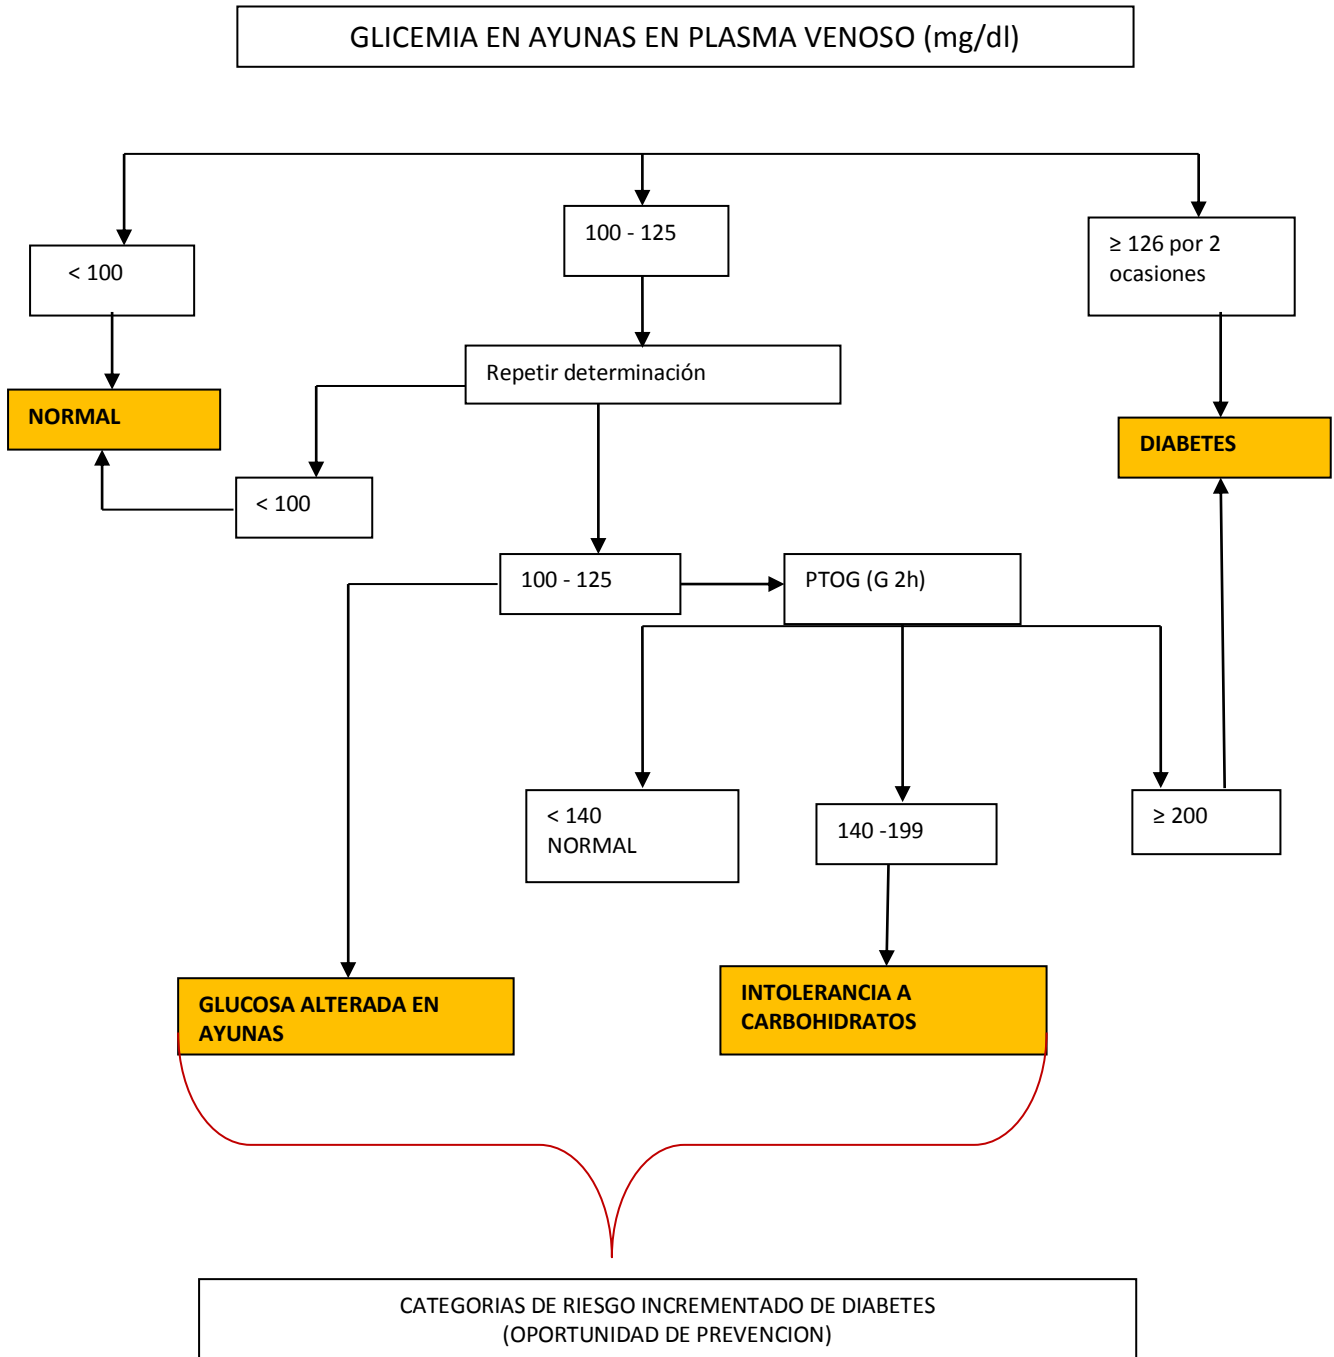 GLICEMIA EN AYUNAS EN PLASMA VENOSO (mg/dl)
< 100
100 - 125
≥ 126 por 2
ocasiones
Repetir determinación
NORMAL
DIABETES
< 100
100 - 125
PTOG (G 2h)
< 140
NORMAL
140 -199
≥ 200
GLUCOSA ALTERADA EN
AYUNAS
INTOLERANCIA A
CARBOHIDRATOS
CATEGORIAS DE RIESGO INCREMENTADO DE DIABETES
(OPORTUNIDAD DE PREVENCION)